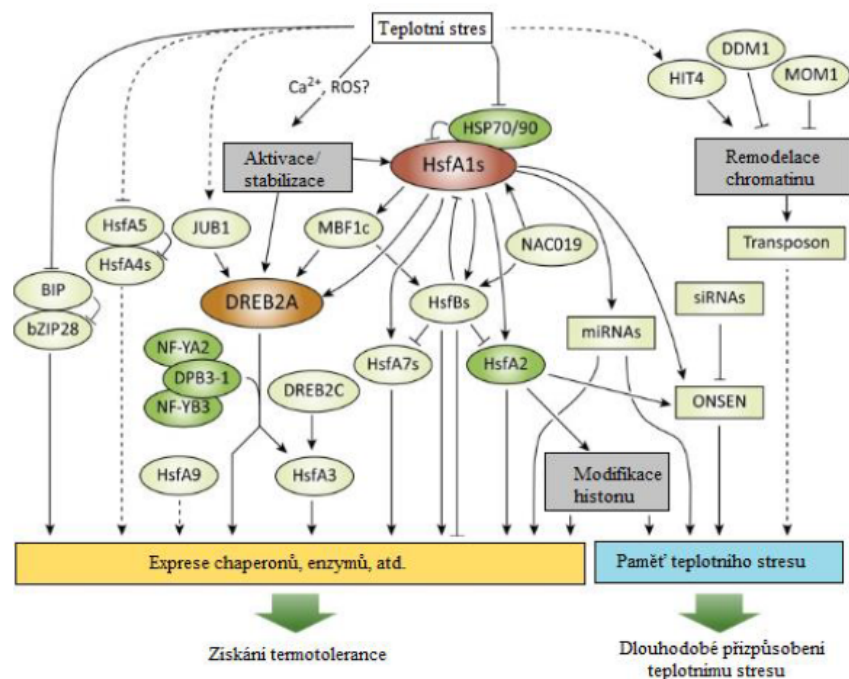 Teplotní stres
DDM1
HIT4
MOM1
Ca²⁺, ROS?
HSP70/90
Aktivace/
stabilizace
HsfA1s
Remodelace
chromatinu
HsfA5
JUB1
MBF1c
NAC019
Transposon
HsfA4s
BIP
DREB2A
HsfBs
siRNAs
bZIP28
miRNAs
NF-YA2
HsfA7s
HsfA2
DPB3-1
DREB2C
ONSEN
NF-YB3
HsfA9
HsfA3
Modifikace
histonu
Exprese chaperonů, enzymů, atd.
Paměť teplotního stresu
Získání termotolerance
Dlouhodobé přizpůsobení
teplotnímu stresu